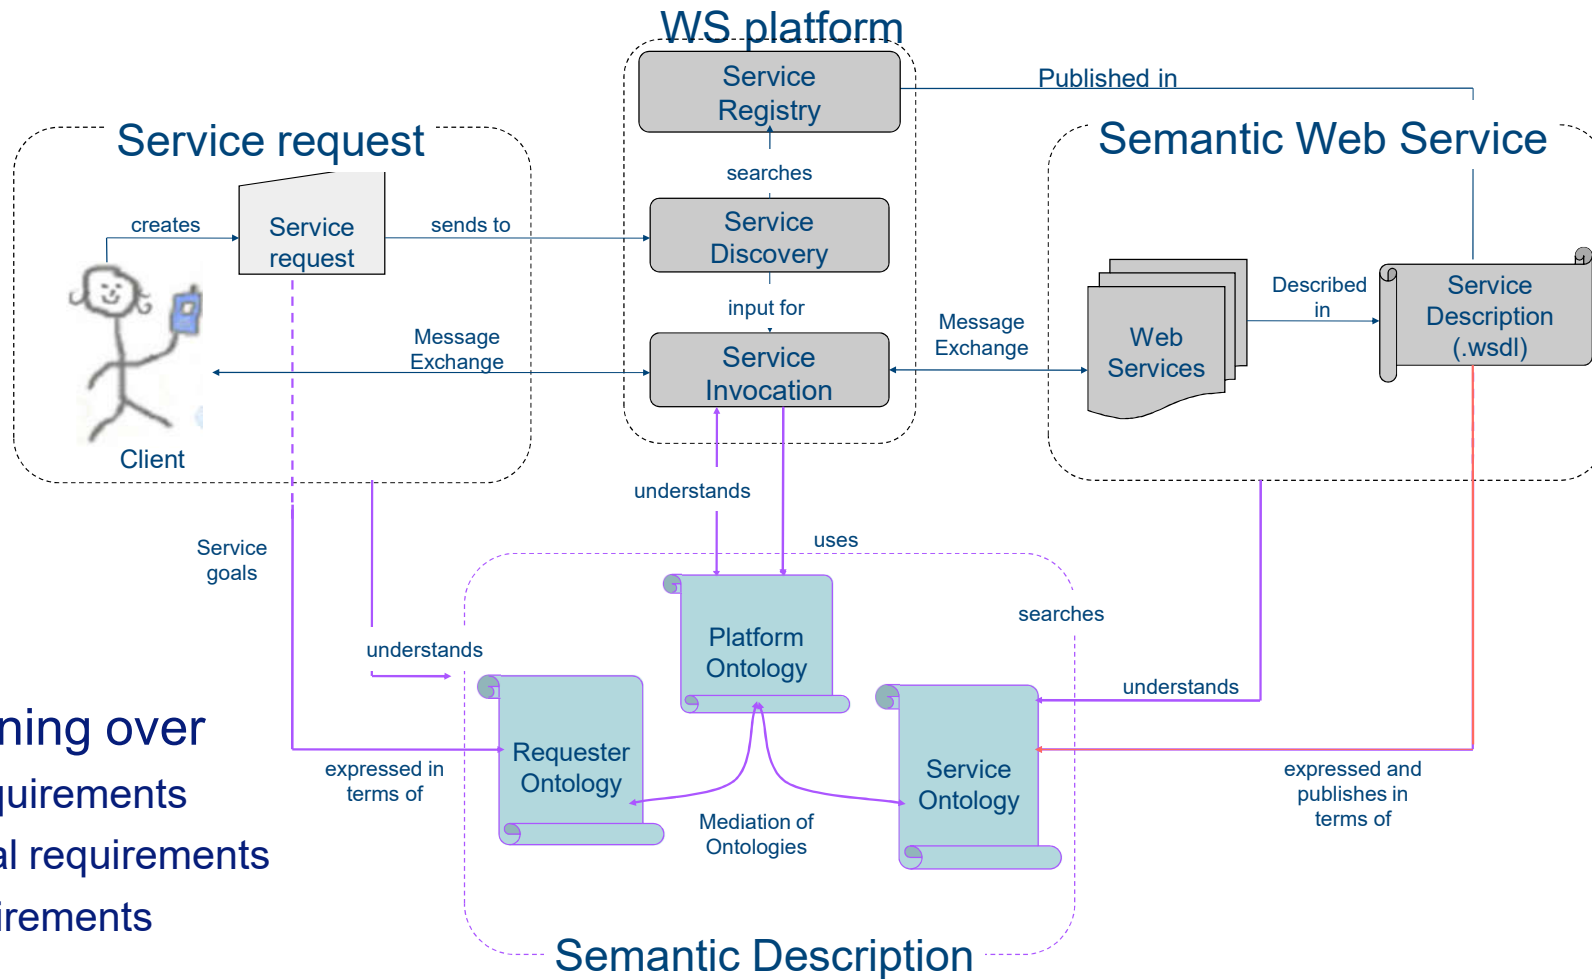 WS platform
Service
Registry
Published in
Service request
Semantic Web Service
searches
creates
Service
request
sends to
Service
Discovery
Described
in
Service
Description
(.wsdl)
input for
Message
Exchange
Message
Exchange
Web
Services
Service
Invocation
Client
understands
uses
Service
goals
searches
understands
Platform
Ontology
understands
ning over
quirements
al requirements
irements
Requester
Ontology
expressed in
terms of
Service
Ontology
expressed and
publishes in
terms of
Mediation of
Ontologies
Semantic Description